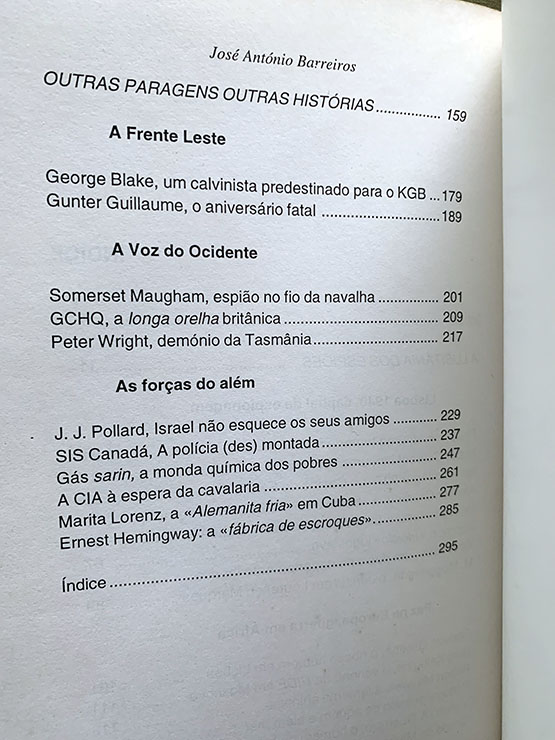 José António Barreiros
OUTRAS PARAGENS OUTRAS HISTÓRIAS................. 159
A Frente Leste
George Blake, um calvinista predestinado para o KGB ...179
Gunter Guillaume, o aniversário fatal ..............................189
A Voz do Ocidente
Somerset Maugham, espião no fio da navalha ................ 201
GCHQ, a longa orelha britânica ........................................ 209
Peter Wright, demónio da Tasmânia................................. 217
As forças do além
J. J. Pollard, Israel não esquece os seus amigos ............ 229
SIS Canadá, A polícia (des) montada ............................... 237
Gás sarin, a monda química dos pobres .......................... 247
A CIA à espera da cavalaria ............................................. 261
Marita Lorenz, a «Alemanita fria» em Cuba ..................... 277
Ernest Hemingway: a «fábrica de escroques».................. 285
Índice .................................................................................. 295